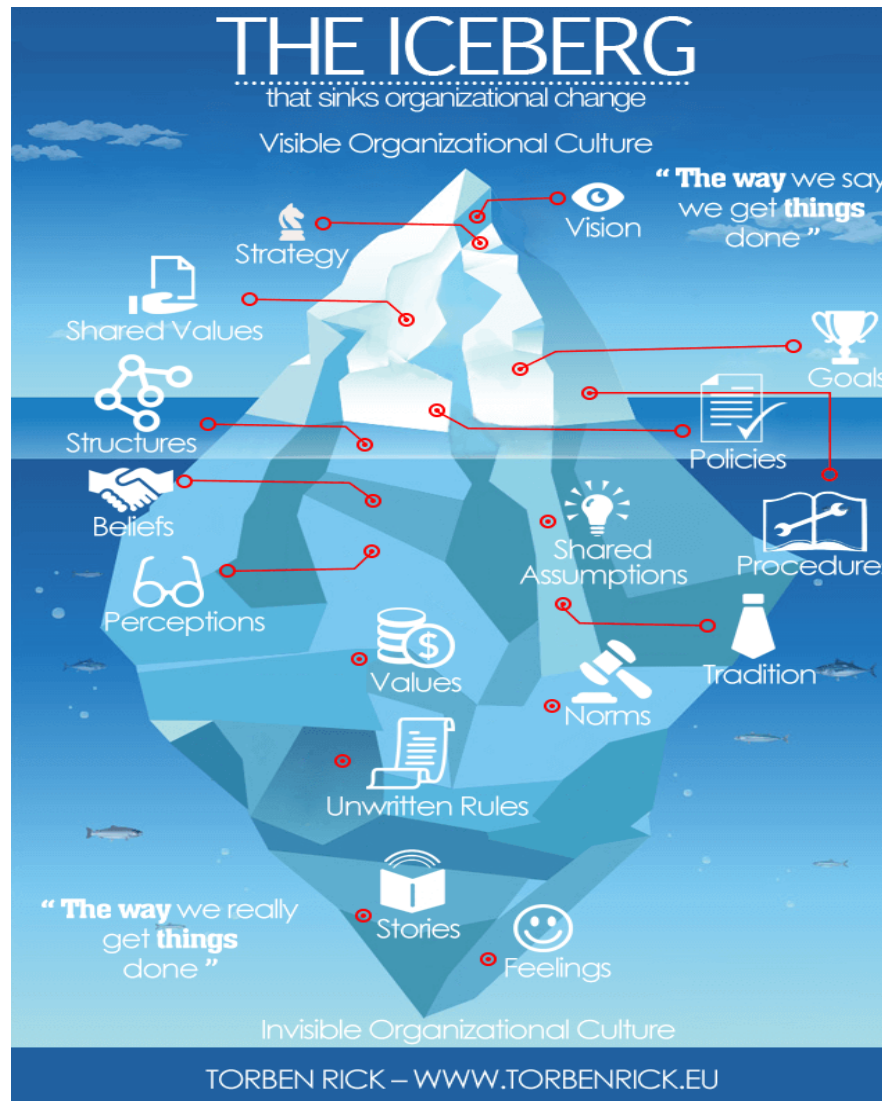 THE ICEBERG
that sinks organizational change
Visible Organizational Culture
“ The way we say
we get things
done ”
Vision
Strategy
Shared Values
Goals
Structures
Policies
Beliefs
Shared
Assumptions
Procedure
Perceptions
Tradition
$
Values
Norms
Unwritten Rules
“ The way we really
get things
done ”
Stories
Feelings
Invisible Organizational Culture
TORBEN RICK – WWW.TORBENRICK.EU